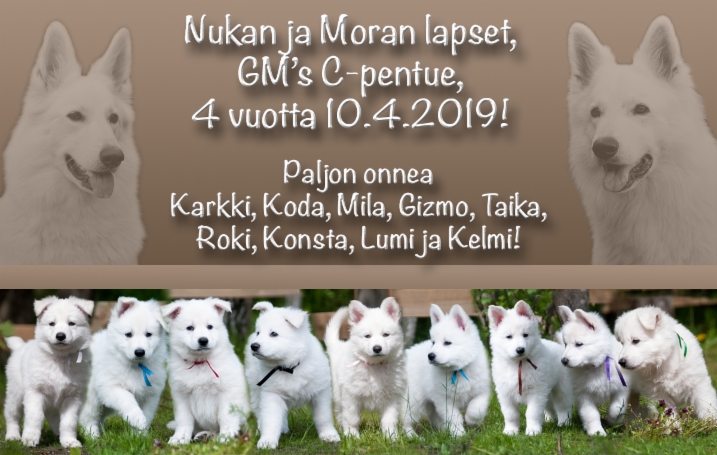 Nukan ja Moran lapset,
GM's C-pentue,
4 vuotta 10.4.2019!
Paljon onnea
Karkki, Koda, Mila, Gizmo, Taika,
Roki, Konsta, Lumi ja Kelmi!